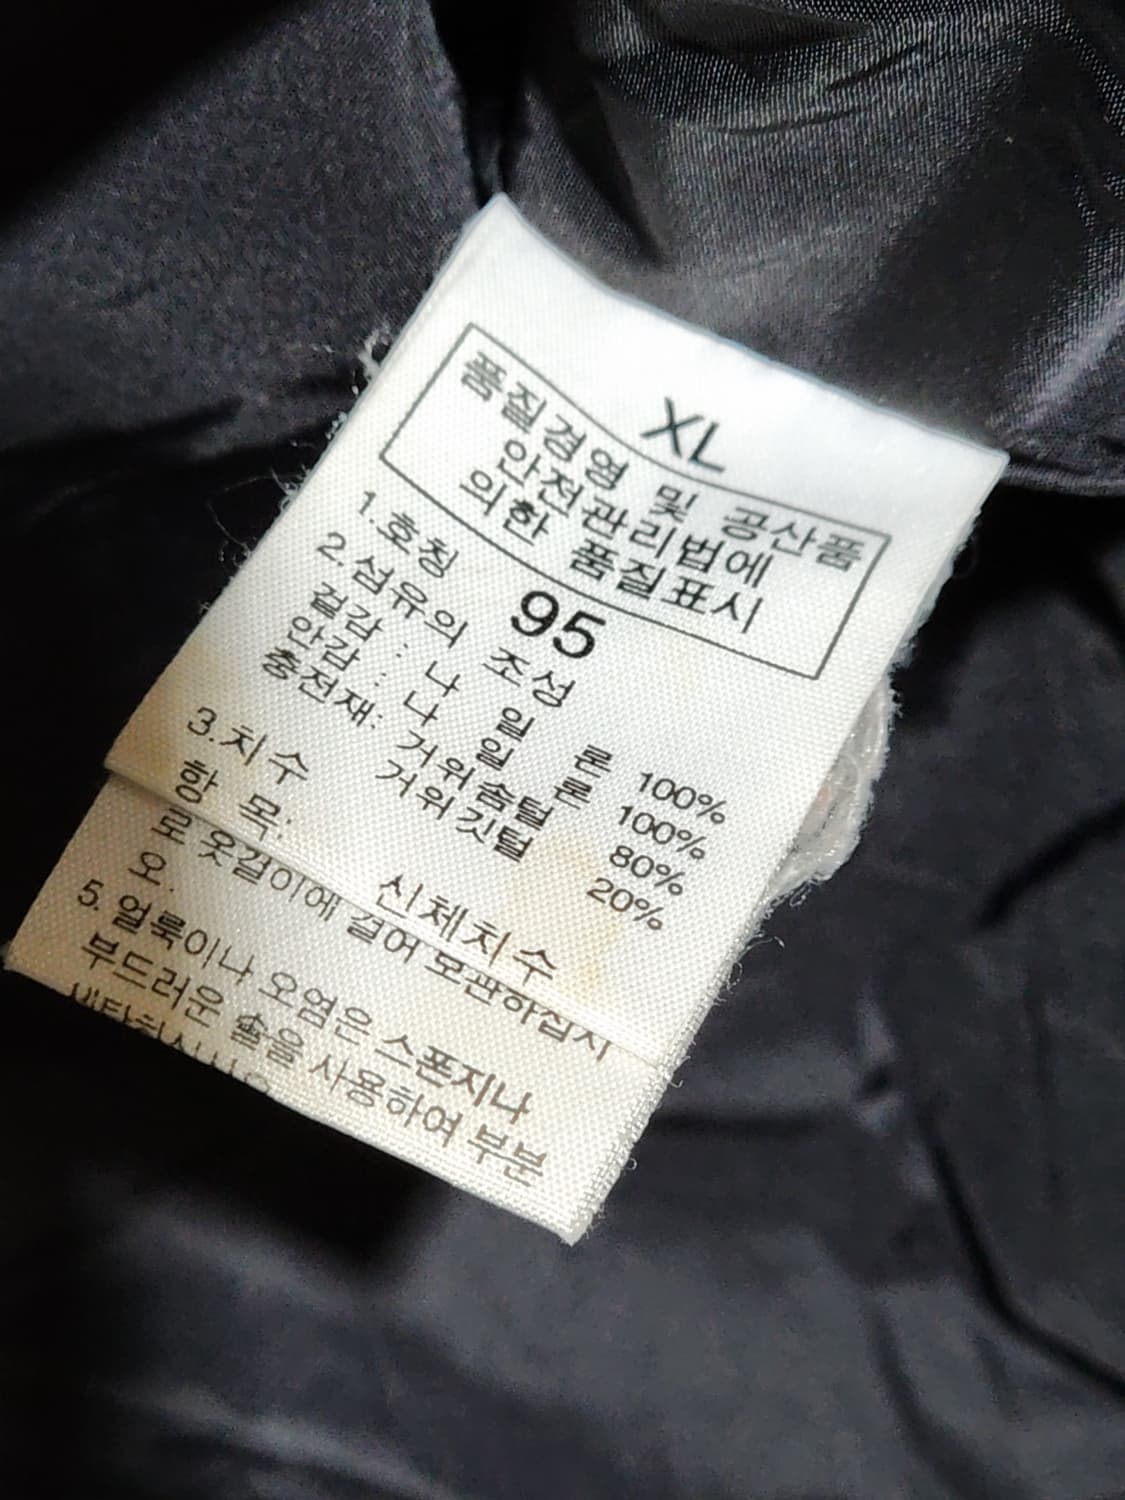 XL
품질경영 및 공산품
안전관리법에
의한 품질표시
1.호칭 95
2.섬유의 조성
겉감 : 나 일 론 100%
안감 : 나 일 론 100%
충전재: 거위솜털 80%
거위깃털 20%
3.치수
항 목: 신체치수
로 옷걸이에 걸어 보관하십시
오.
5. 얼룩이나 오염은 스폰지나
부드러운 솔을 사용하여 부분